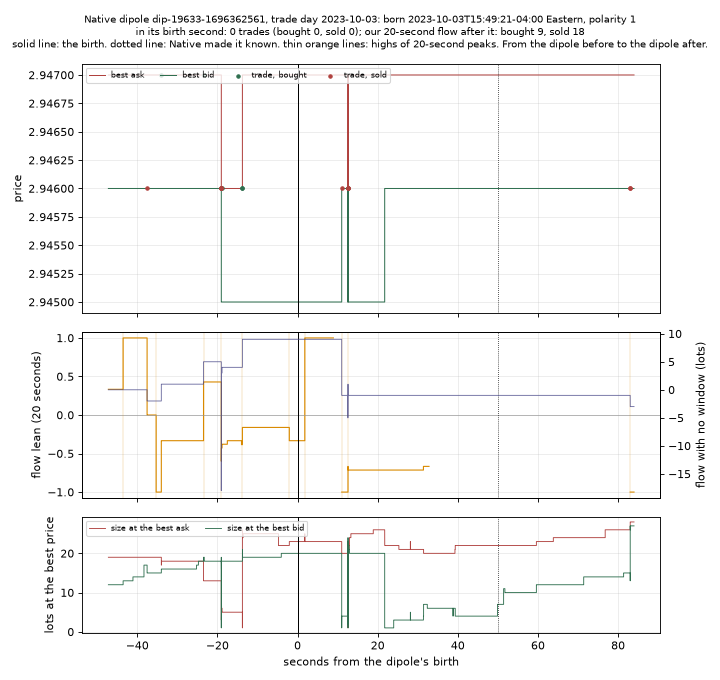 Native dipole dip-19633-1696362561, trade day 2023-10-03: born 2023-10-03T15:49:21-04:00 Eastern, polarity 1
in its birth second: 0 trades (bought 0, sold 0); our 20-second flow after it: bought 9, sold 18
solid line: the birth. dotted line: Native made it known. thin orange lines: highs of 20-second peaks. From the dipole before to the dipole after.
best ask
best bid
trade, bought
trade, sold
2.94700
2.94675
2.94650
2.94625
2.94600
2.94575
2.94550
2.94525
2.94500
price
1.0
0.5
0.0
−0.5
−1.0
flow lean (20 seconds)
10
5
0
−5
−10
−15
flow with no window (lots)
size at the best ask
size at the best bid
20
10
0
lots at the best price
−40
−20
0
20
40
60
80
seconds from the dipole's birth